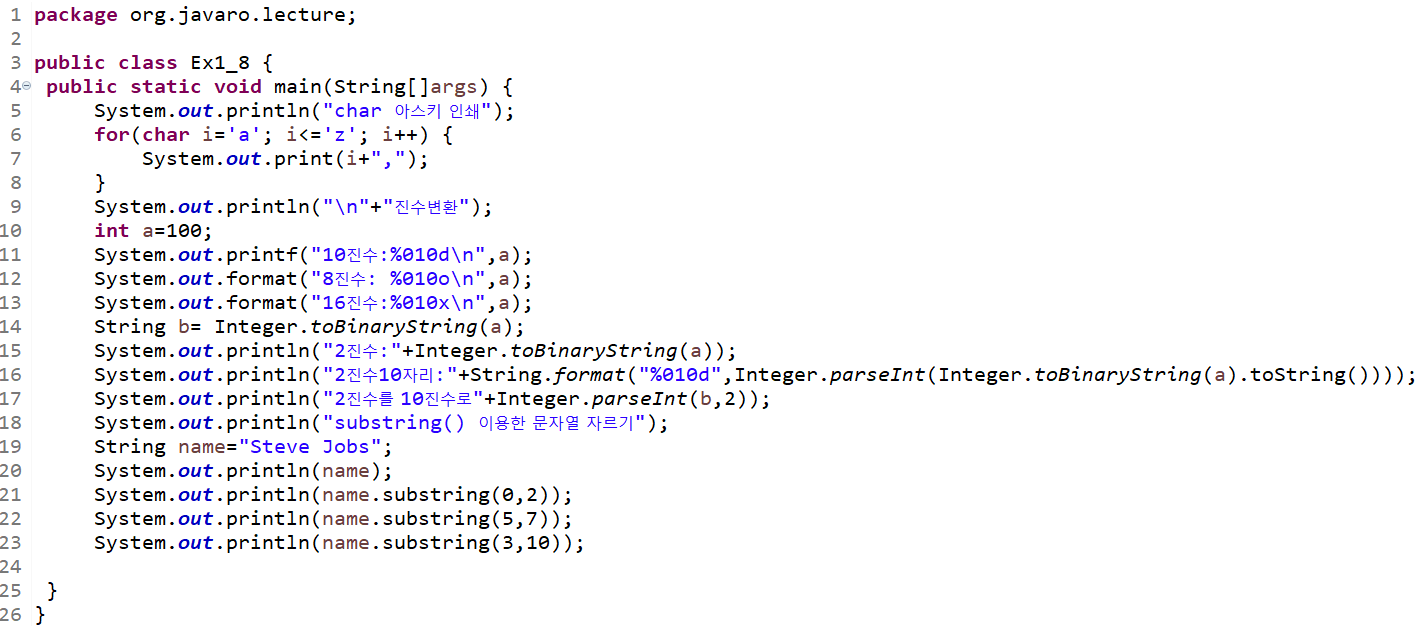 1 package org.javaro.lecture;
2
3 public class Ex1_8 {
4 public static void main(String[]args) {
5 System.out.println("char 아스키 인쇄");
6 for(char i='a'; i<='z'; i++) {
7 System.out.print(i+",");
8 }
9 System.out.println("\n"+"진수변환");
10 int a=100;
11 System.out.printf("10진수:%010d\n",a);
12 System.out.format("8진수: %010o\n",a);
13 System.out.format("16진수:%010x\n",a);
14 String b= Integer.toBinaryString(a);
15 System.out.println("2진수:"+Integer.toBinaryString(a));
16 System.out.println("2진수10자리:"+String.format("%010d",Integer.parseInt(Integer.toBinaryString(a).toString())));
17 System.out.println("2진수를 10진수로"+Integer.parseInt(b,2));
18 System.out.println("substring() 이용한 문자열 자르기");
19 String name="Steve Jobs";
20 System.out.println(name);
21 System.out.println(name.substring(0,2));
22 System.out.println(name.substring(5,7));
23 System.out.println(name.substring(3,10));
24
25 }
26 }